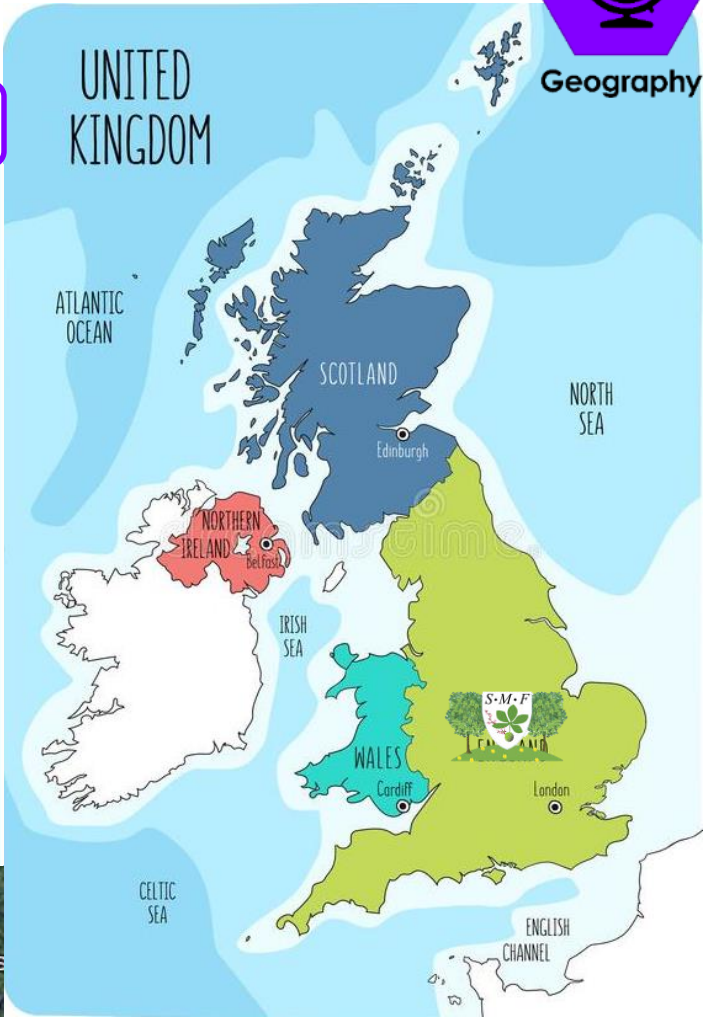 Geography
UNITED
KINGDOM
ATLANTIC
OCEAN
SCOTLAND
NORTH
SEA
Edinburgh
NORTHERN
IRELAND
Belfast
IRISH
SEA
S·M·F
WALES
Cardiff
London
CELTIC
SEA
ENGLISH
CHANNEL